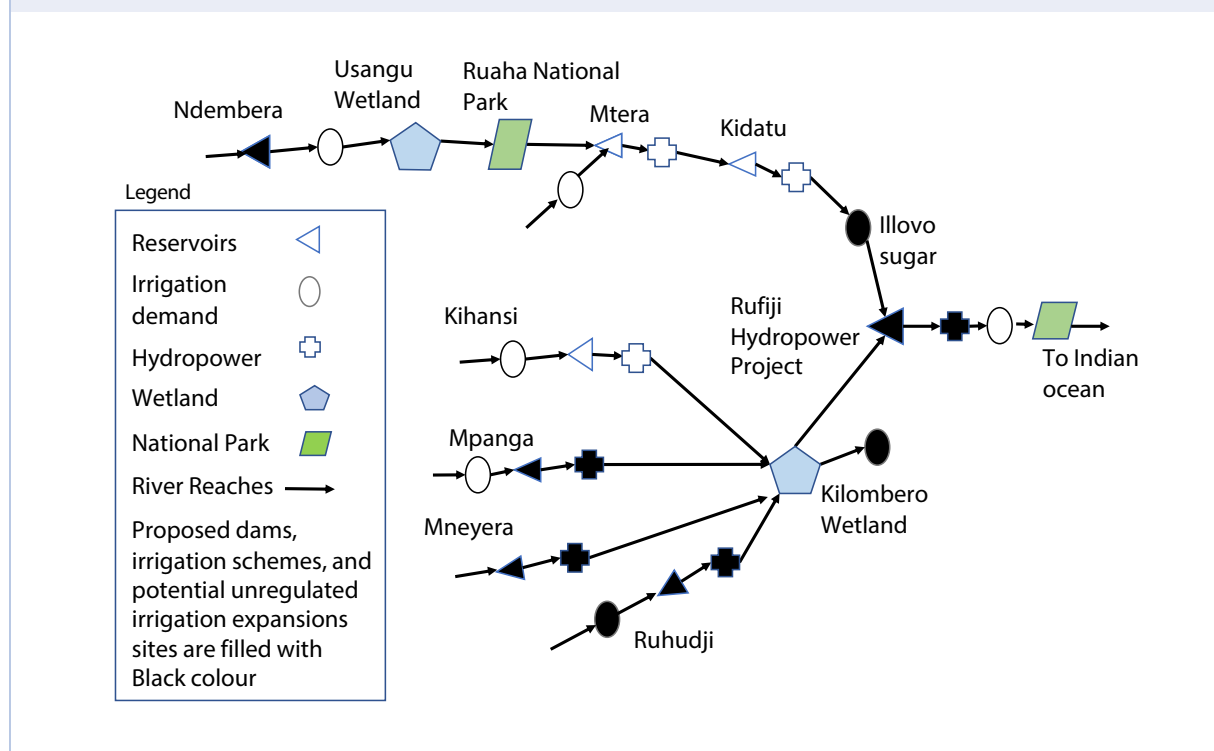 Usangu
Wetland
Ruaha National
Park
Ndembera
Mtera
Kidatu
Legend
Reservoirs
Irrigation
demand
Hydropower
Wetland
National Park
River Reaches
Proposed dams,
irrigation schemes, and
potential unregulated
irrigation expansions
sites are filled with
Black colour
Illovo
sugar
Kihansi
Rufiji
Hydropower
Project
To Indian
ocean
Mpanga
Kilombero
Wetland
Mneyera
Ruhudji